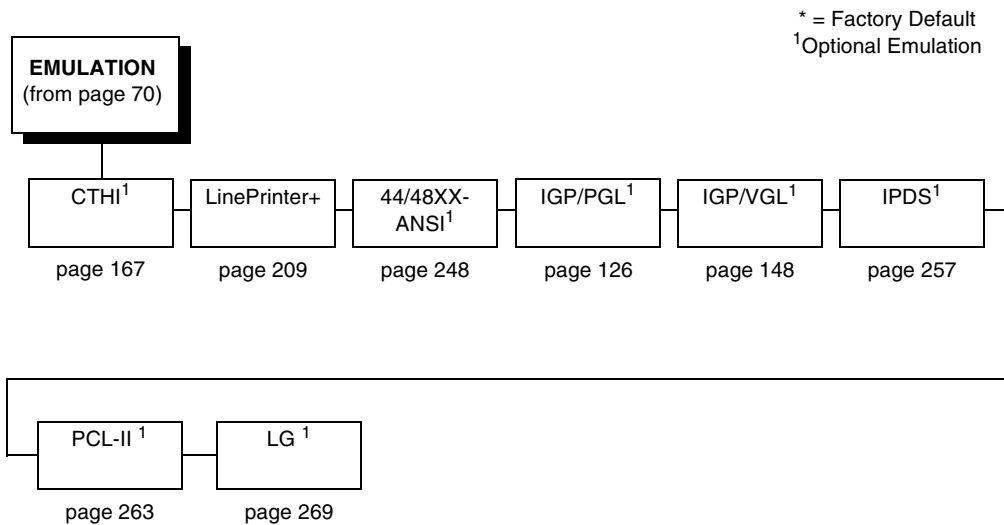 * = Factory Default
¹Optional Emulation
EMULATION
(from page 70)
CTHI¹
LinePrinter+
44/48XX-
ANSI¹
IGP/PGL¹
IGP/VGL¹
IPDS¹
page 167
page 209
page 248
page 126
page 148
page 257
PCL-II ¹
LG ¹
page 263
page 269